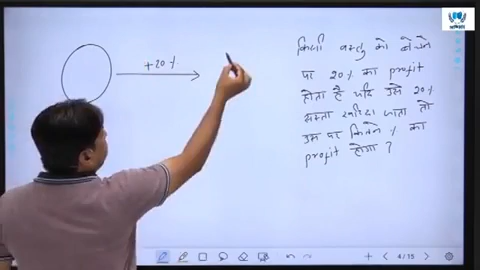 +20%
किसी वस्तु को बेचने
पर 20% का profit
होता है यदि उसे 20%
सस्ता खरीदा जाता तो
उस पर कितने % का
profit होगा ?
4/15